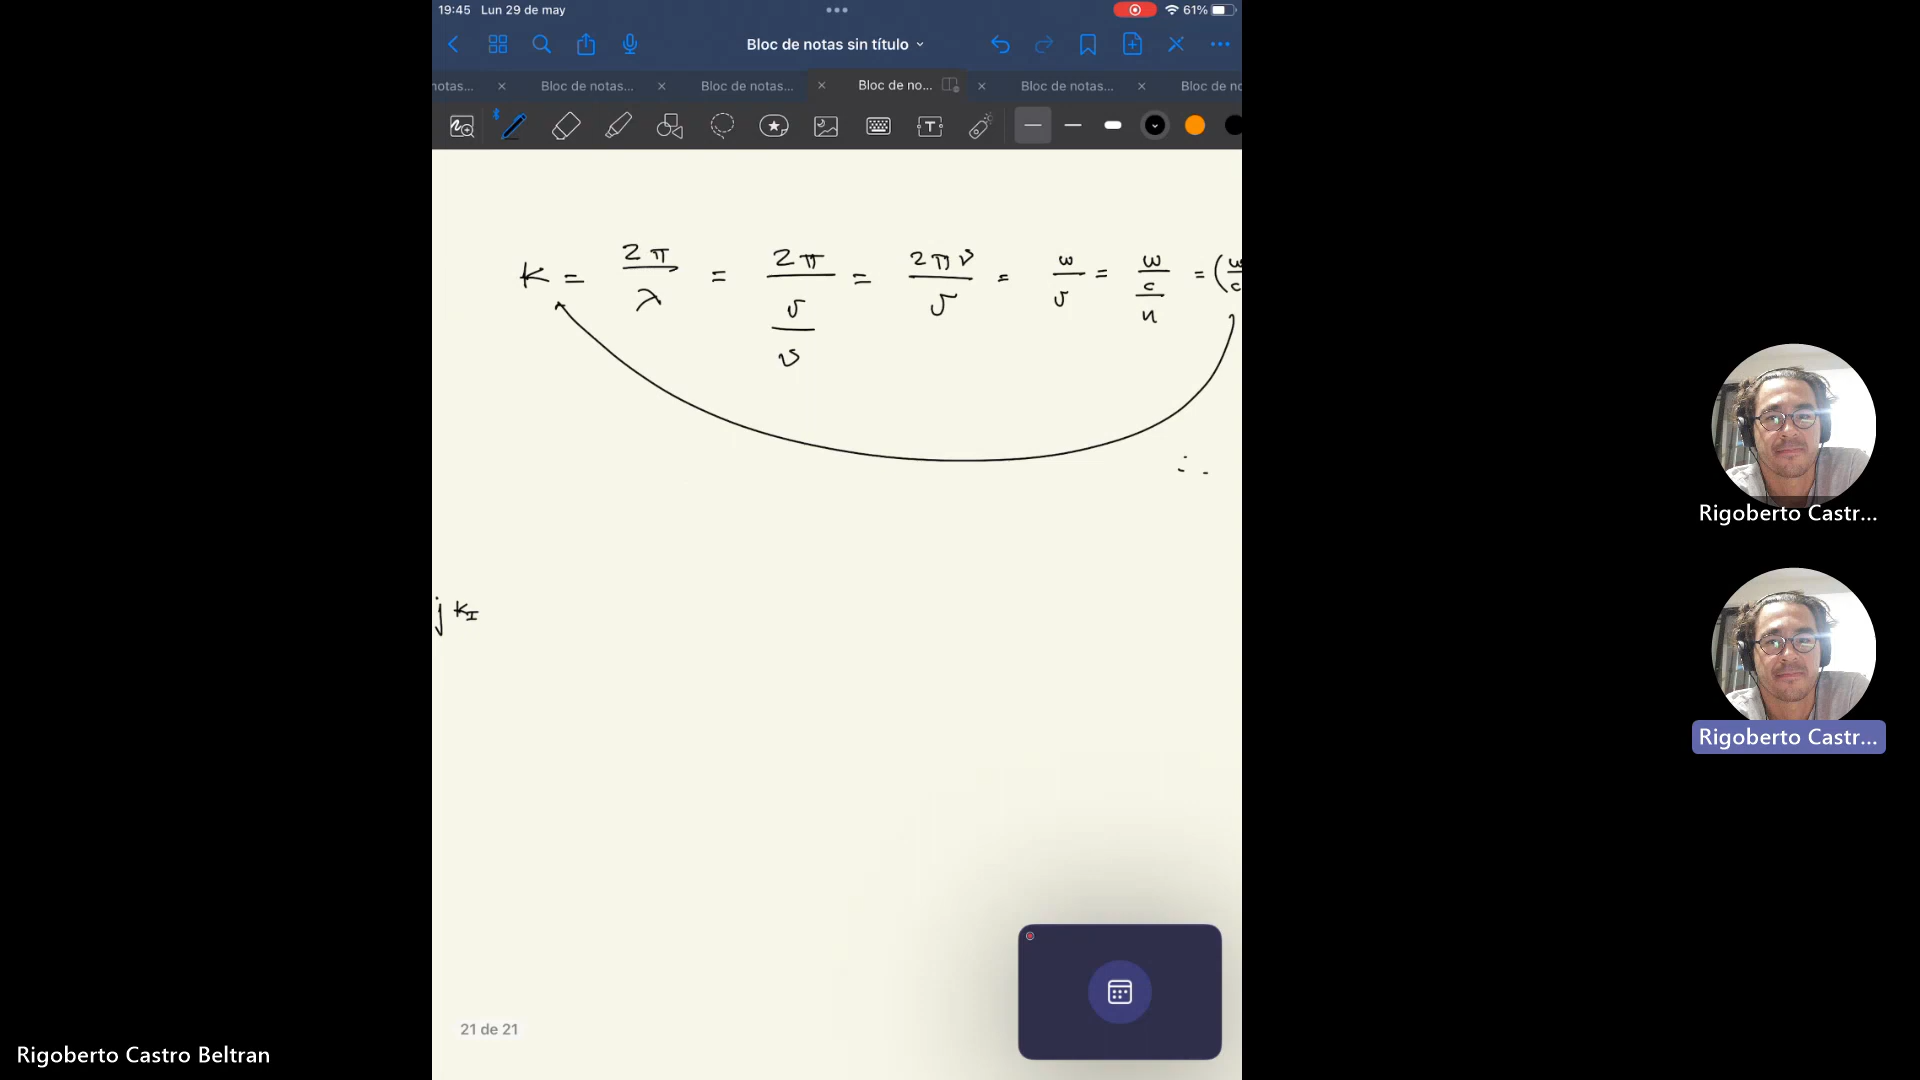 19:45 Lun 29 de may 61%
Bloc de notas sin título
notas... Bloc de notas... Bloc de notas... Bloc de no... Bloc de notas... Bloc de no
K = 2π/λ = 2π/(v/ν) = 2πν/v = w/v = w/(c/n) = (w/c
∴
j K_I
Rigoberto Castr...
Rigoberto Castr...
21 de 21
Rigoberto Castro Beltran